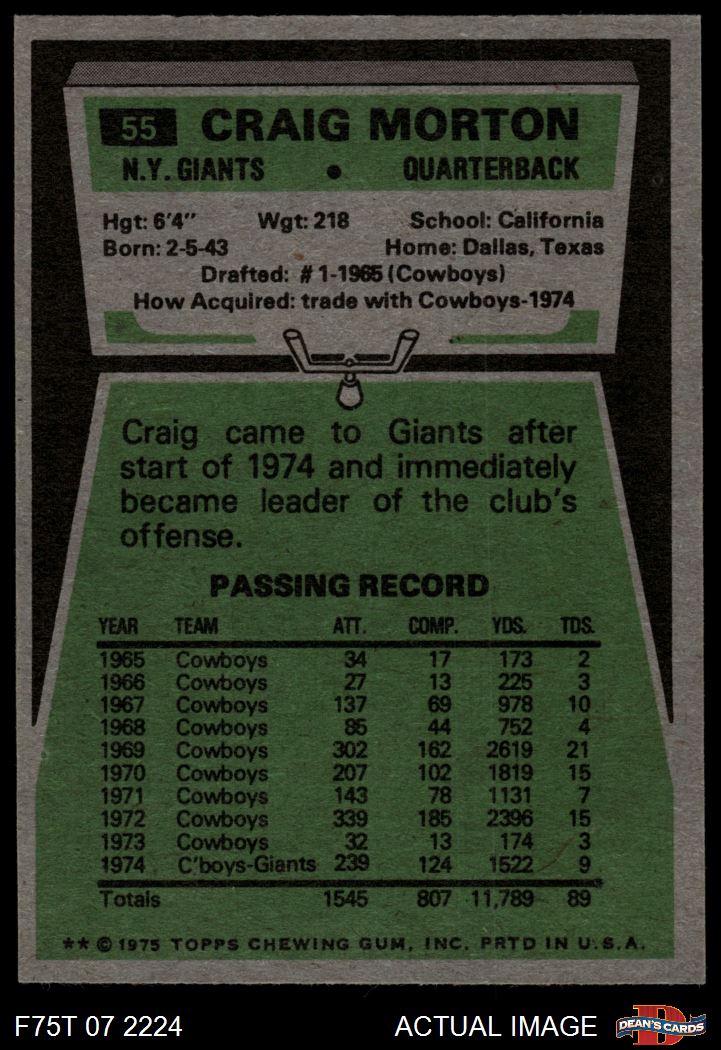 55 CRAIG MORTON
N.Y. GIANTS • QUARTERBACK
Hgt: 6'4" Wgt: 218 School: California
Born: 2-5-43 Home: Dallas, Texas
Drafted: #1-1965 (Cowboys)
How Acquired: trade with Cowboys-1974
Craig came to Giants after
start of 1974 and immediately
became leader of the club's
offense.
PASSING RECORD
YEAR TEAM ATT. COMP. YDS. TDS.
1965 Cowboys 34 17 173 2
1966 Cowboys 27 13 225 3
1967 Cowboys 137 69 978 10
1968 Cowboys 85 44 752 4
1969 Cowboys 302 162 2619 21
1970 Cowboys 207 102 1819 15
1971 Cowboys 143 78 1131 7
1972 Cowboys 339 185 2396 15
1973 Cowboys 32 13 174 3
1974 C'boys-Giants 239 124 1522 9
Totals 1545 807 11,789 89
** © 1975 TOPPS CHEWING GUM, INC. PRTD IN U.S.A.
F75T 07 2224 ACTUAL IMAGE D DEAN'S CARDS